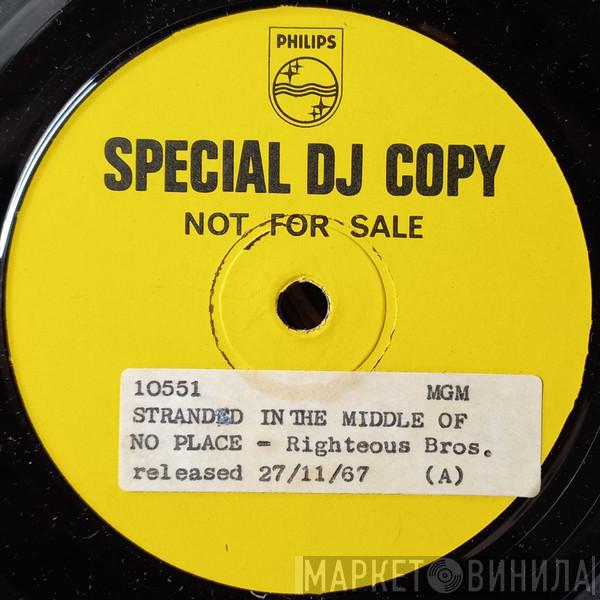 PHILIPS
SPECIAL DJ COPY
NOT FOR SALE
10551 MGM
STRANDED IN THE MIDDLE OF
NO PLACE - Righteous Bros.
released 27/11/67 (A)
МАРКЕТ ВИНИЛА